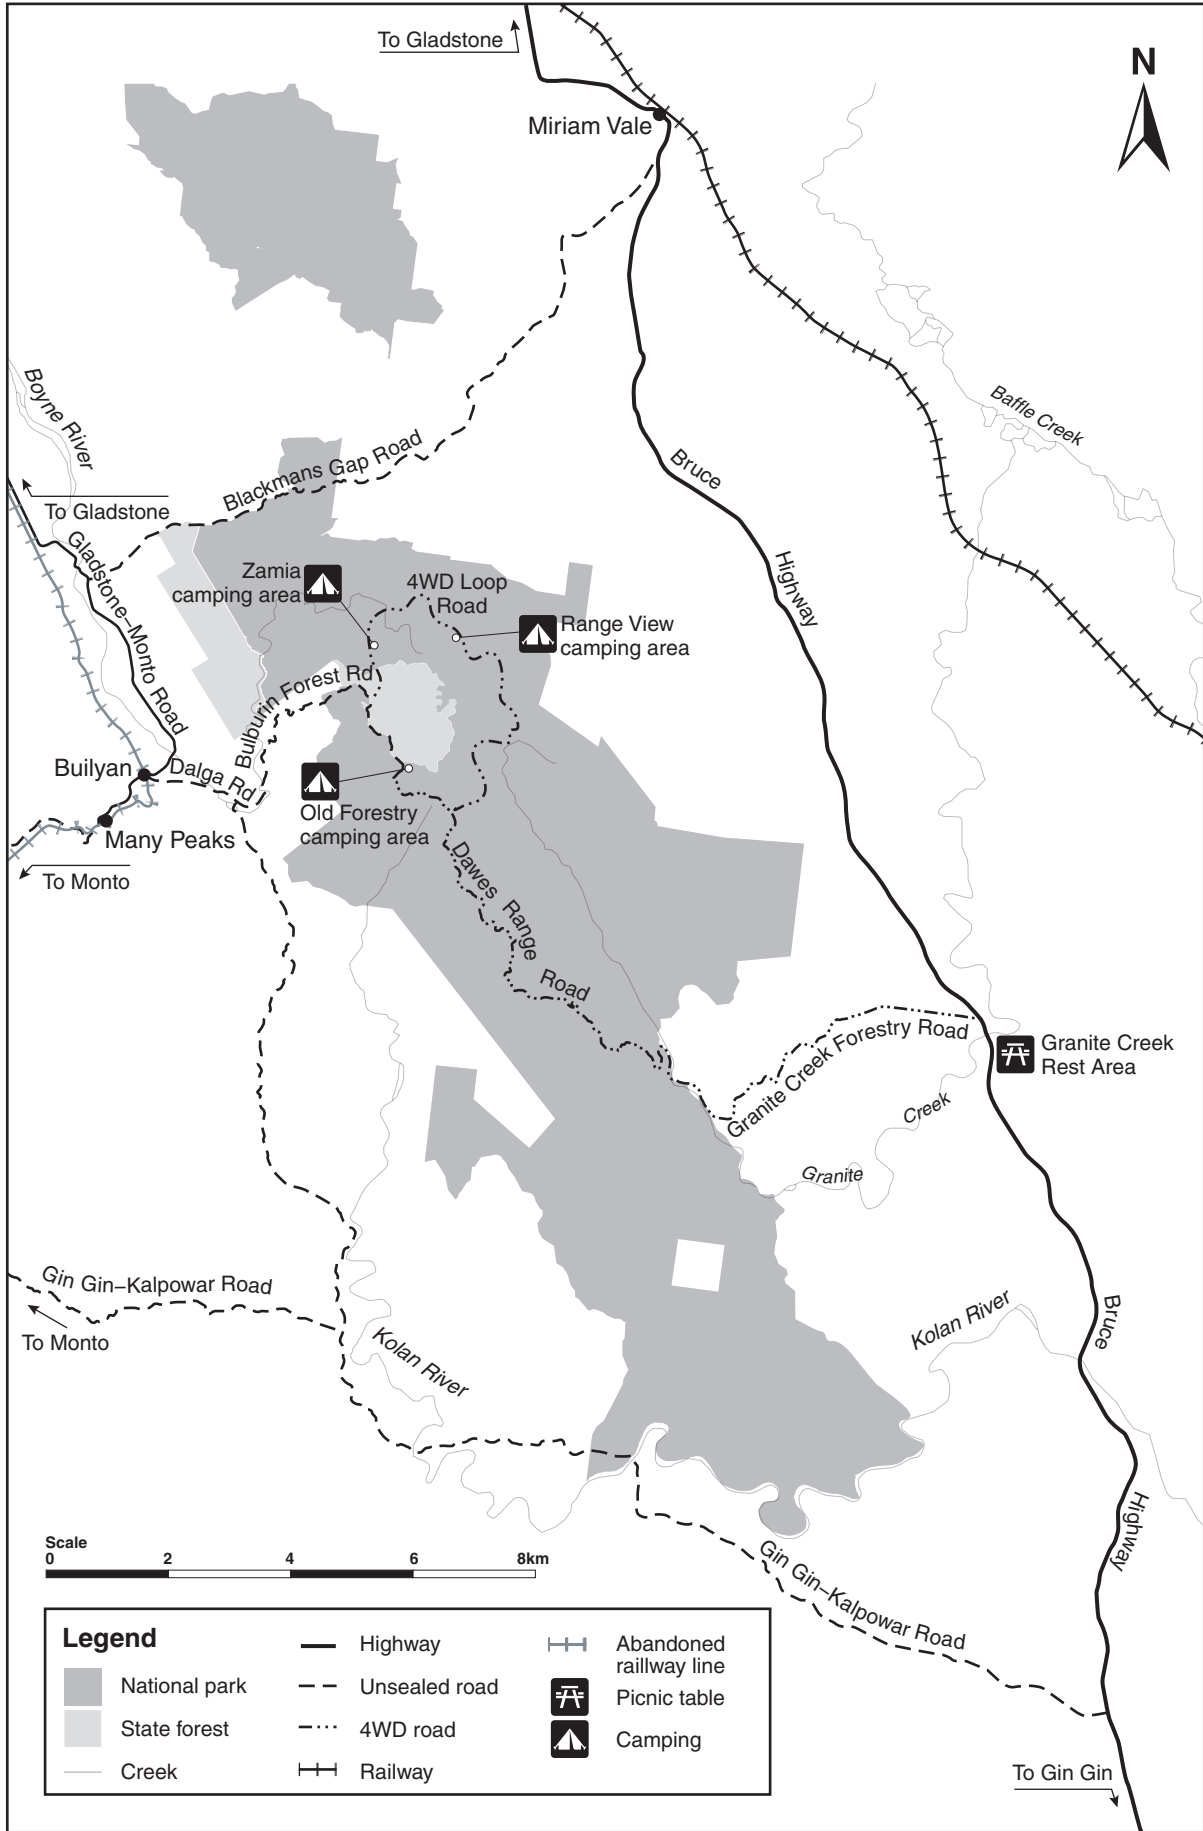 To Gladstone
N
Miriam Vale
Boyne River
Baffle Creek
Blackmans Gap Road
Bruce
To Gladstone
Gladstone–Monto Road
Zamia
camping area
4WD Loop
Road
Highway
Range View
camping area
Bulburin Forest Rd
Builyan
Dalga Rd
Old Forestry
camping area
Many Peaks
To Monto
Dawes Range
Road
Granite Creek Forestry Road
Granite Creek
Rest Area
Creek
Granite
Gin Gin–Kalpowar Road
To Monto
Kolan River
Kolan River
Bruce
Highway
Scale
0 2 4 6 8km
Gin Gin–Kalpowar Road
Legend
National park
State forest
Creek
Highway
Unsealed road
4WD road
Railway
Abandoned
raillway line
Picnic table
Camping
To Gin Gin